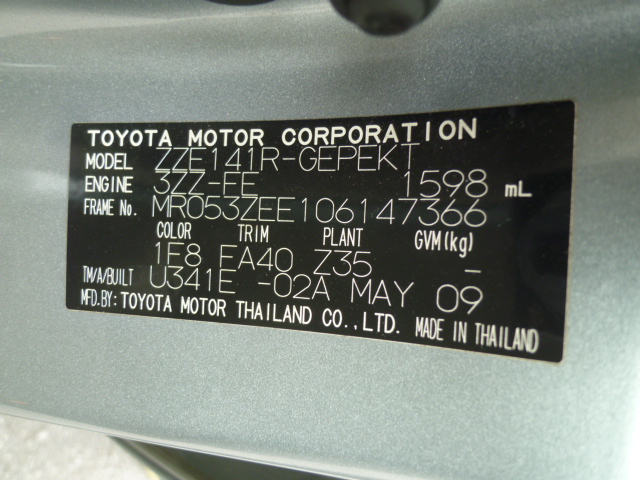 TOYOTA MOTOR CORPORATION
MODEL ZZE141R-GEPEKT
ENGINE 3ZZ-FE 1598 mL
FRAME No. MR053ZEE106147366
COLOR TRIM PLANT GVM(kg)
1F8 EA40 Z35 -
TM/A/BUILT U341E -02A MAY 09
MFD.BY: TOYOTA MOTOR THAILAND CO.,LTD. MADE IN THAILAND